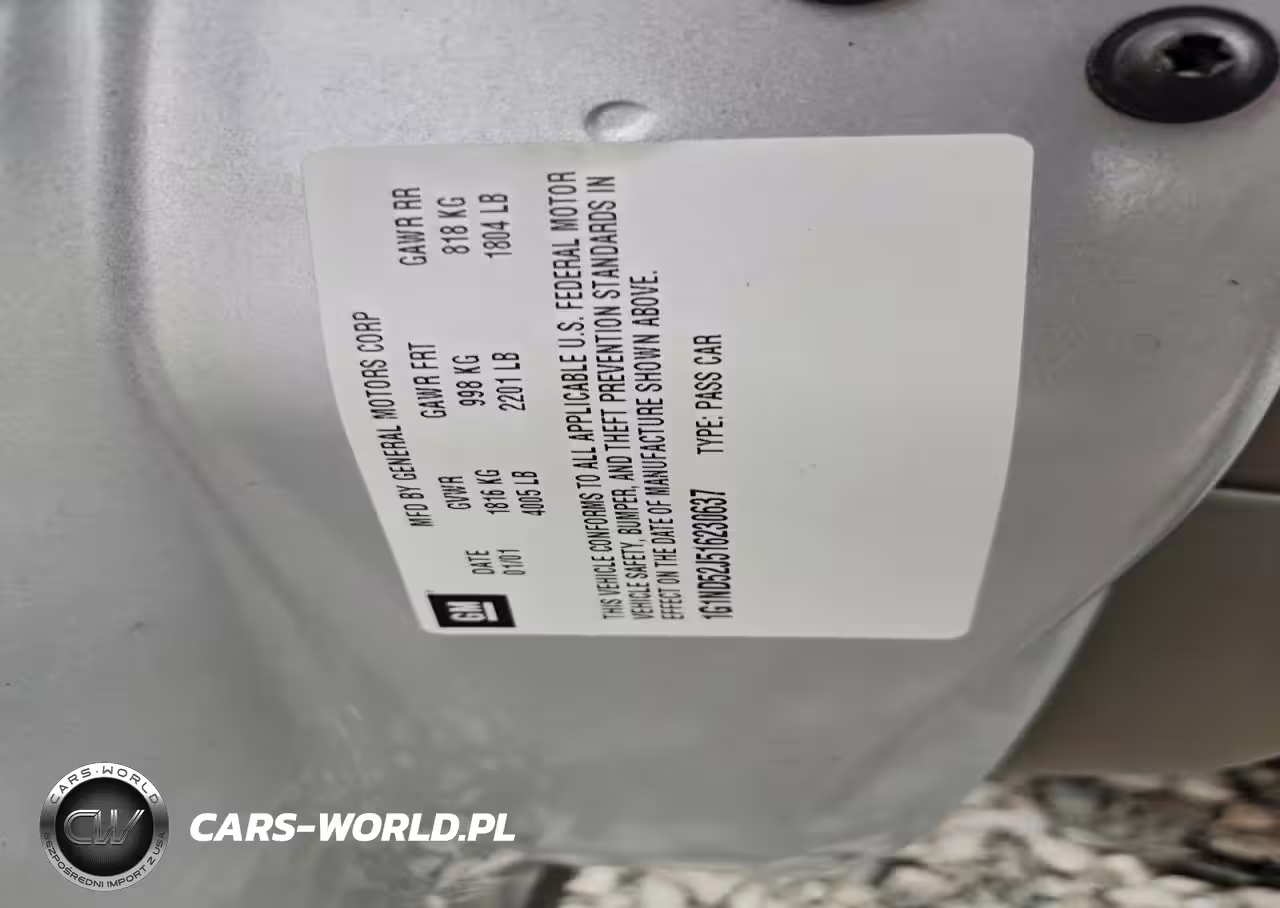 GM
MFD BY GENERAL MOTORS CORP
DATE GVWR GAWR FRT GAWR RR
01/01 1816 KG 998 KG 818 KG
4005 LB 2201 LB 1804 LB
THIS VEHICLE CONFORMS TO ALL APPLICABLE U.S. FEDERAL MOTOR
VEHICLE SAFETY, BUMPER, AND THEFT PREVENTION STANDARDS IN
EFFECT ON THE DATE OF MANUFACTURE SHOWN ABOVE.
1G1ND52J516230637 TYPE: PASS CAR
CARS-WORLD
CW
BEZPOŚREDNI IMPORT Z USA
CARS-WORLD.PL